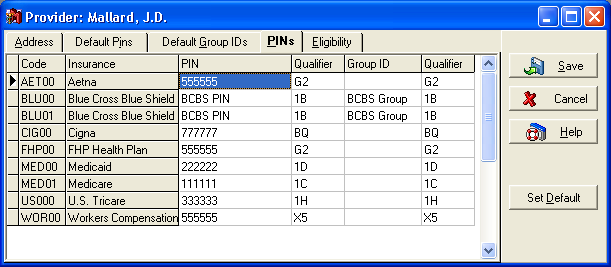 Provider: Mallard, J.D.
Address Default Pins Default Group IDs PINs Eligibility
Code Insurance PIN Qualifier Group ID Qualifier
AET00 Aetna 555555 G2 G2
BLU00 Blue Cross Blue Shield BCBS PIN 1B BCBS Group 1B
BLU01 Blue Cross Blue Shield BCBS PIN 1B BCBS Group 1B
CIG00 Cigna 777777 BQ BQ
FHP00 FHP Health Plan 555555 G2 G2
MED00 Medicaid 222222 1D 1D
MED01 Medicare 111111 1C 1C
US000 U.S. Tricare 333333 1H 1H
WOR00 Workers Compensation 555555 X5 X5
Save
Cancel
Help
Set Default